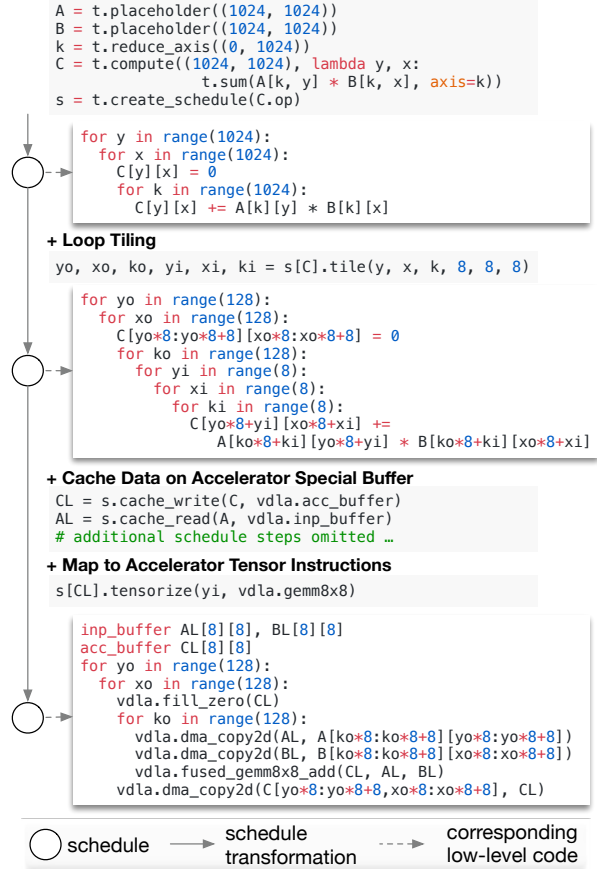 A = t.placeholder((1024, 1024))
B = t.placeholder((1024, 1024))
k = t.reduce_axis((0, 1024))
C = t.compute((1024, 1024), lambda y, x:
t.sum(A[k, y] * B[k, x], axis=k))
s = t.create_schedule(C.op)
for y in range(1024):
for x in range(1024):
C[y][x] = 0
for k in range(1024):
C[y][x] += A[k][y] * B[k][x]
+ Loop Tiling
yo, xo, ko, yi, xi, ki = s[C].tile(y, x, k, 8, 8, 8)
for yo in range(128):
for xo in range(128):
C[yo*8:yo*8+8][xo*8:xo*8+8] = 0
for ko in range(128):
for yi in range(8):
for xi in range(8):
for ki in range(8):
C[yo*8+yi][xo*8+xi] +=
A[ko*8+ki][yo*8+yi] * B[ko*8+ki][xo*8+xi]
+ Cache Data on Accelerator Special Buffer
CL = s.cache_write(C, vdla.acc_buffer)
AL = s.cache_read(A, vdla.inp_buffer)
# additional schedule steps omitted …
+ Map to Accelerator Tensor Instructions
s[CL].tensorize(yi, vdla.gemm8x8)
inp_buffer AL[8][8], BL[8][8]
acc_buffer CL[8][8]
for yo in range(128):
for xo in range(128):
vdla.fill_zero(CL)
for ko in range(128):
vdla.dma_copy2d(AL, A[ko*8:ko*8+8][yo*8:yo*8+8])
vdla.dma_copy2d(BL, B[ko*8:ko*8+8][xo*8:xo*8+8])
vdla.fused_gemm8x8_add(CL, AL, BL)
vdla.dma_copy2d(C[yo*8:yo*8+8,xo*8:xo*8+8], CL)
schedule
schedule
transformation
corresponding
low-level code